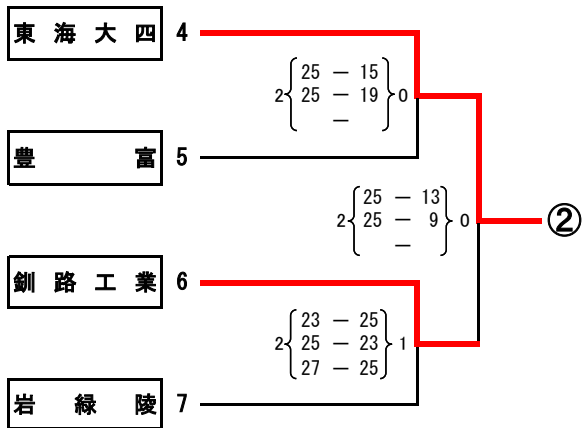 東海大四 4
25 — 15
2 25 — 19 0
—
豊富 5
25 — 13
2 25 — 9 0
—
②
釧路工業 6
23 — 25
2 25 — 23 1
27 — 25
岩緑陵 7